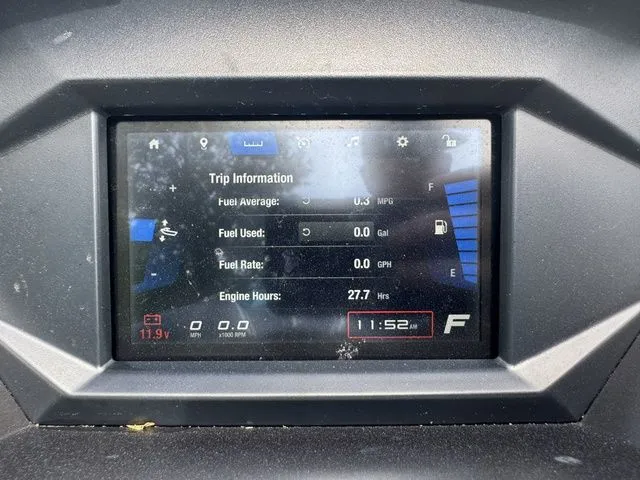 Trip Information
+ F
Fuel Average: 0.3 MPG
Fuel Used: 0.0 Gal
Fuel Rate: 0.0 GPH
- E
Engine Hours: 27.7 Hrs
11.9 V 0 MPH 0.0 x1000 RPM 11:52 AM F